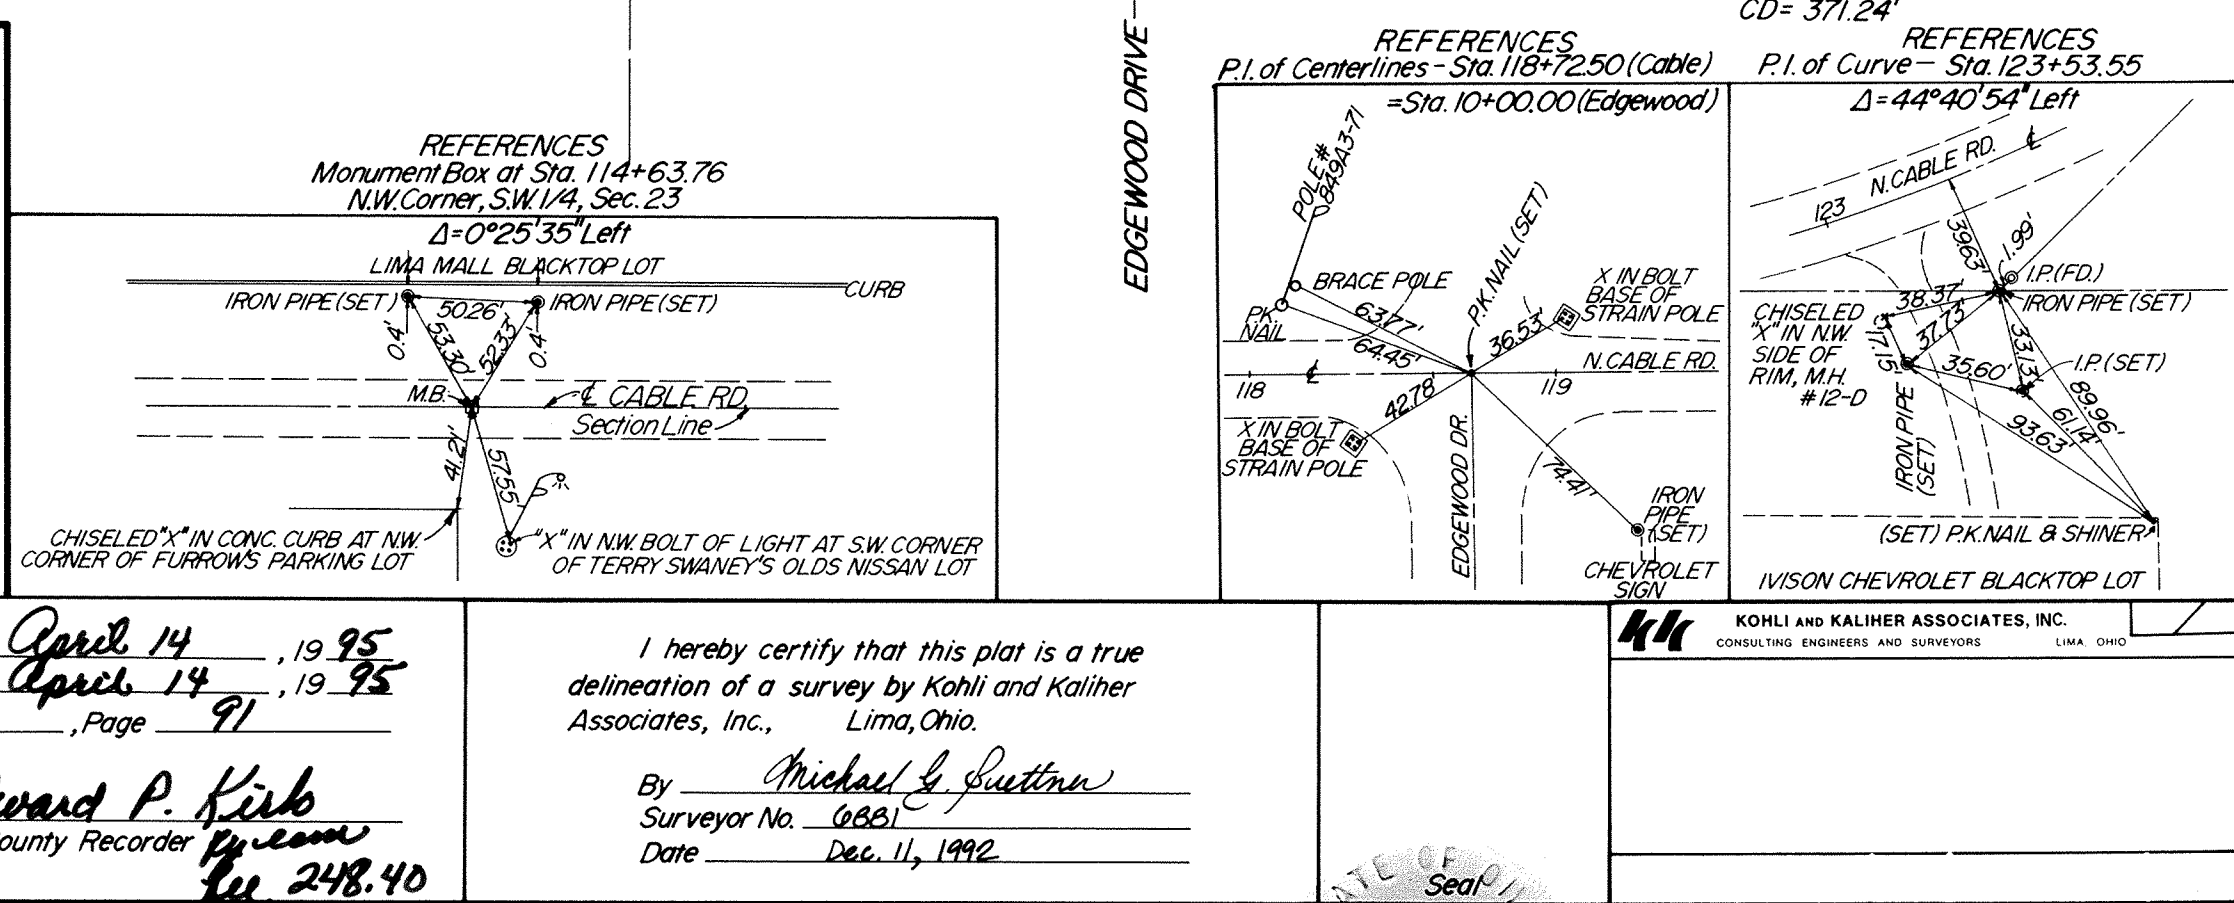 CD= 371.24'
REFERENCES
Monument Box at Sta. 114+63.76
N.W. Corner, S.W. 1/4, Sec. 23
Δ=0°25'35" Left
LIMA MALL BLACKTOP LOT
CURB
IRON PIPE (SET)
50.26'
IRON PIPE (SET)
0.4'
53.30'
52.33'
0.4'
M.B.
℄ CABLE RD.
Section Line
41.21'
57.55'
CHISELED "X" IN CONC. CURB AT N.W.
CORNER OF FURROW'S PARKING LOT
"X" IN N.W. BOLT OF LIGHT AT S.W. CORNER
OF TERRY SWANEY'S OLDS NISSAN LOT
EDGEWOOD DRIVE
REFERENCES
P.I. of Centerlines - Sta. 118+72.50 (Cable)
=Sta. 10+00.00 (Edgewood)
POLE #
849A3-71
BRACE POLE
P.K. NAIL (SET)
X IN BOLT
BASE OF
STRAIN POLE
P.K.
NAIL
63.77'
64.45'
36.53'
N. CABLE RD.
118
℄
119
42.78'
X IN BOLT
BASE OF
STRAIN POLE
EDGEWOOD DR.
74.41'
IRON
PIPE
(SET)
CHEVROLET
SIGN
REFERENCES
P.I. of Curve - Sta. 123+53.55
Δ=44°40'54" Left
N. CABLE RD. ℄
123
39.63'
1.99'
I.P. (FD.)
IRON PIPE (SET)
38.37'
CHISELED
"X" IN N.W.
SIDE OF
RIM, M.H.
#12-D
17.15'
37.73'
33.13'
35.60'
I.P. (SET)
IRON PIPE
(SET)
89.96'
61.14'
93.63'
(SET) P.K. NAIL & SHINER
IVISON CHEVROLET BLACKTOP LOT
April 14, 1995
April 14, 1995
, Page 91
ward P. Kirk
ounty Recorder
fee 248.40
I hereby certify that this plat is a true
delineation of a survey by Kohli and Kaliher
Associates, Inc., Lima, Ohio.
By Michael G. Buettner
Surveyor No. 6881
Date Dec. 11, 1992
ATE OF O
Seal
KK
KOHLI AND KALIHER ASSOCIATES, INC.
CONSULTING ENGINEERS AND SURVEYORS LIMA, OHIO